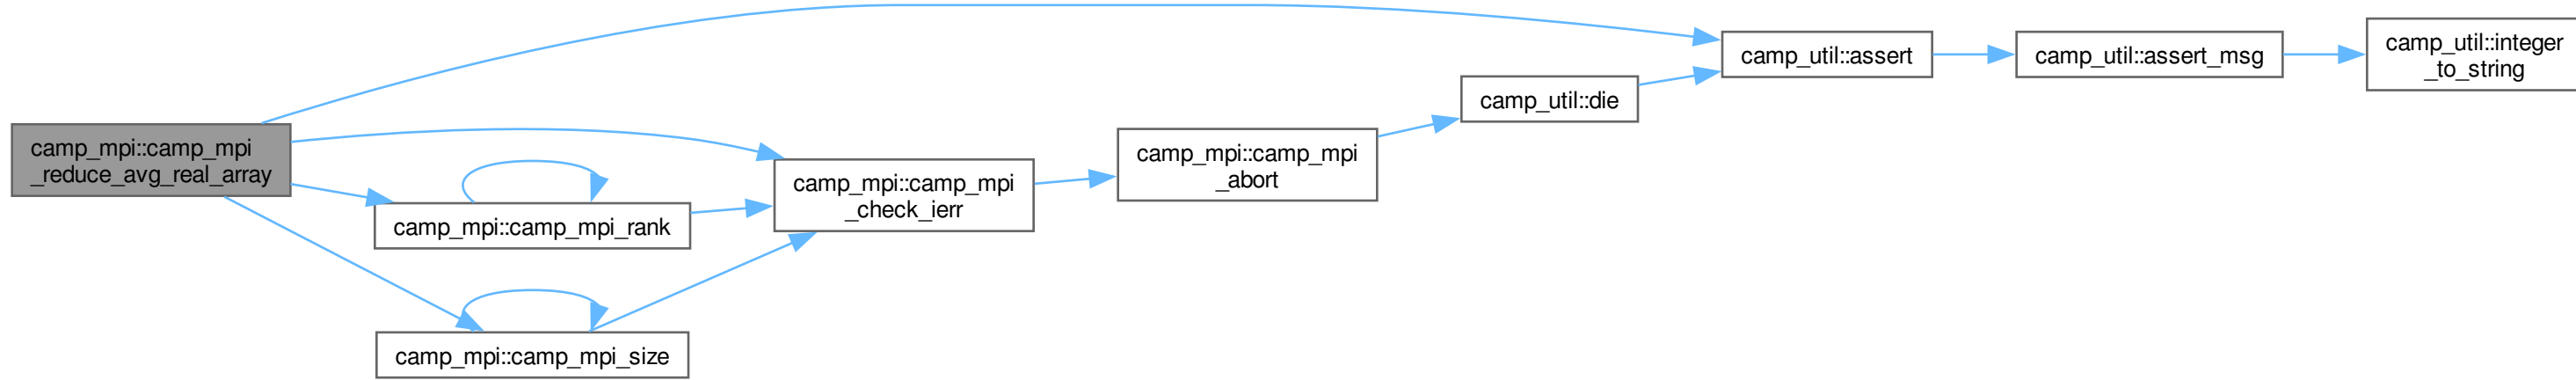 camp_mpi::camp_mpi
_reduce_avg_real_array
camp_mpi::camp_mpi_rank
camp_mpi::camp_mpi_size
camp_mpi::camp_mpi
_check_ierr
camp_mpi::camp_mpi
_abort
camp_util::die
camp_util::assert
camp_util::assert_msg
camp_util::integer
_to_string